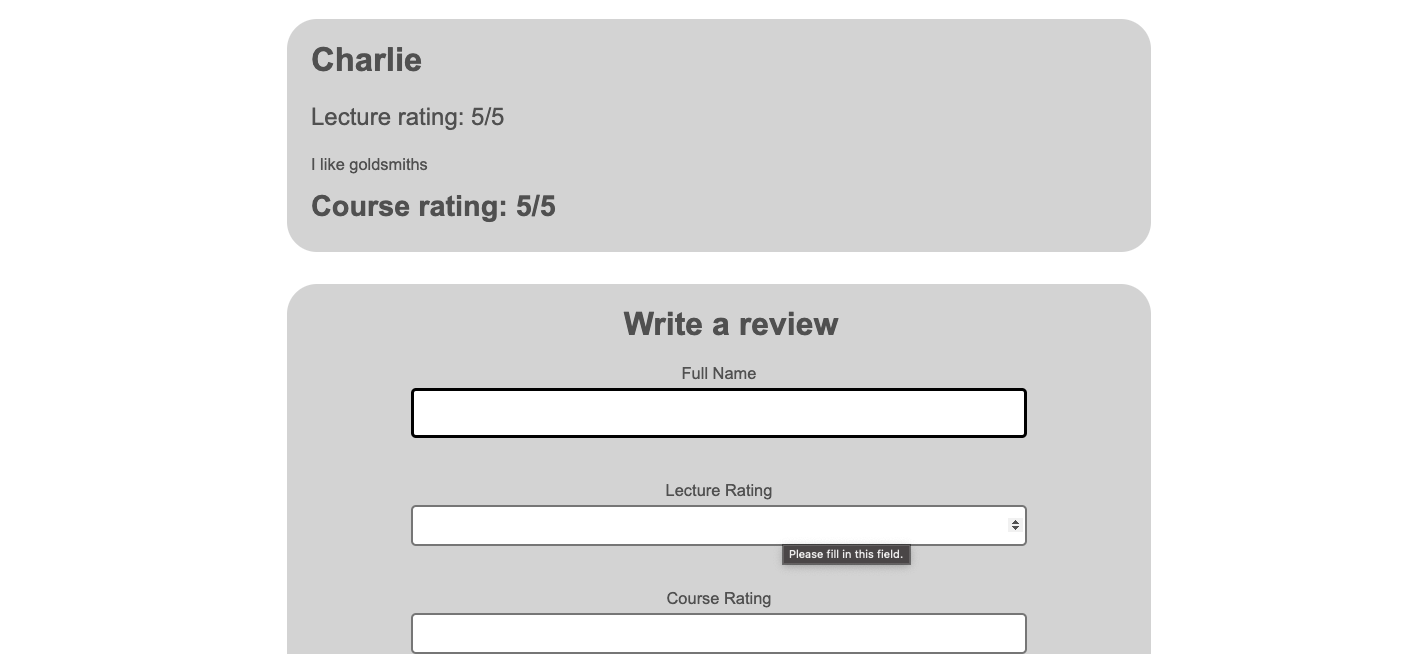 Charlie
Lecture rating: 5/5
I like goldsmiths
Course rating: 5/5
Write a review
Full Name
Lecture Rating
Please fill in this field.
Course Rating